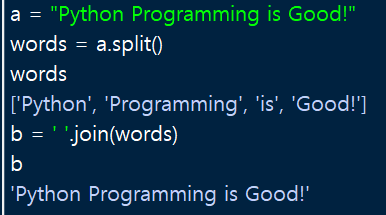 a = "Python Programming is Good!"
words = a.split()
words
['Python', 'Programming', 'is', 'Good!']
b = ' '.join(words)
b
'Python Programming is Good!'